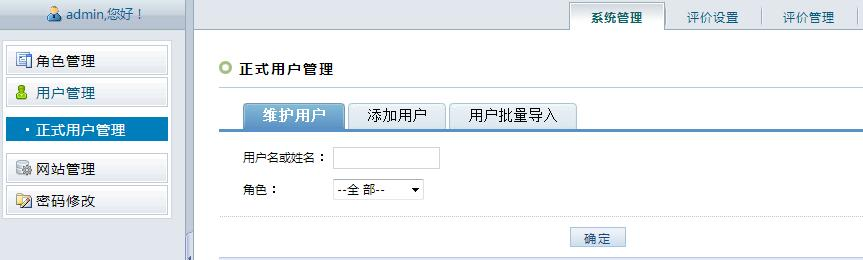 admin,您好！
系统管理
评价设置
评价管理
角色管理
用户管理
正式用户管理
网站管理
密码修改
正式用户管理
维护用户
添加用户
用户批量导入
用户名或姓名：
角色：
--全 部--
确定